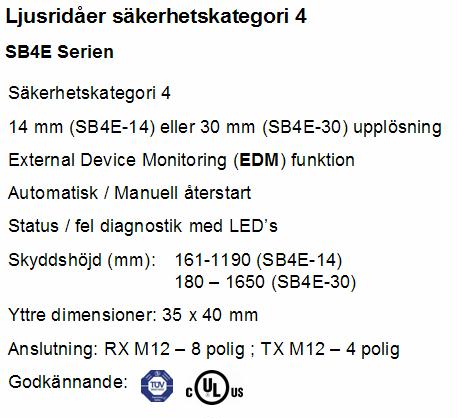 Ljusridåer säkerhetskategori 4
SB4E Serien
Säkerhetskategori 4
14 mm (SB4E-14) eller 30 mm (SB4E-30) upplösning
External Device Monitoring (EDM) funktion
Automatisk / Manuell återstart
Status / fel diagnostik med LED’s
Skyddshöjd (mm): 161-1190 (SB4E-14)
180 – 1650 (SB4E-30)
Yttre dimensioner: 35 x 40 mm
Anslutning: RX M12 – 8 polig ; TX M12 – 4 polig
Godkännande: TÜV c UL US